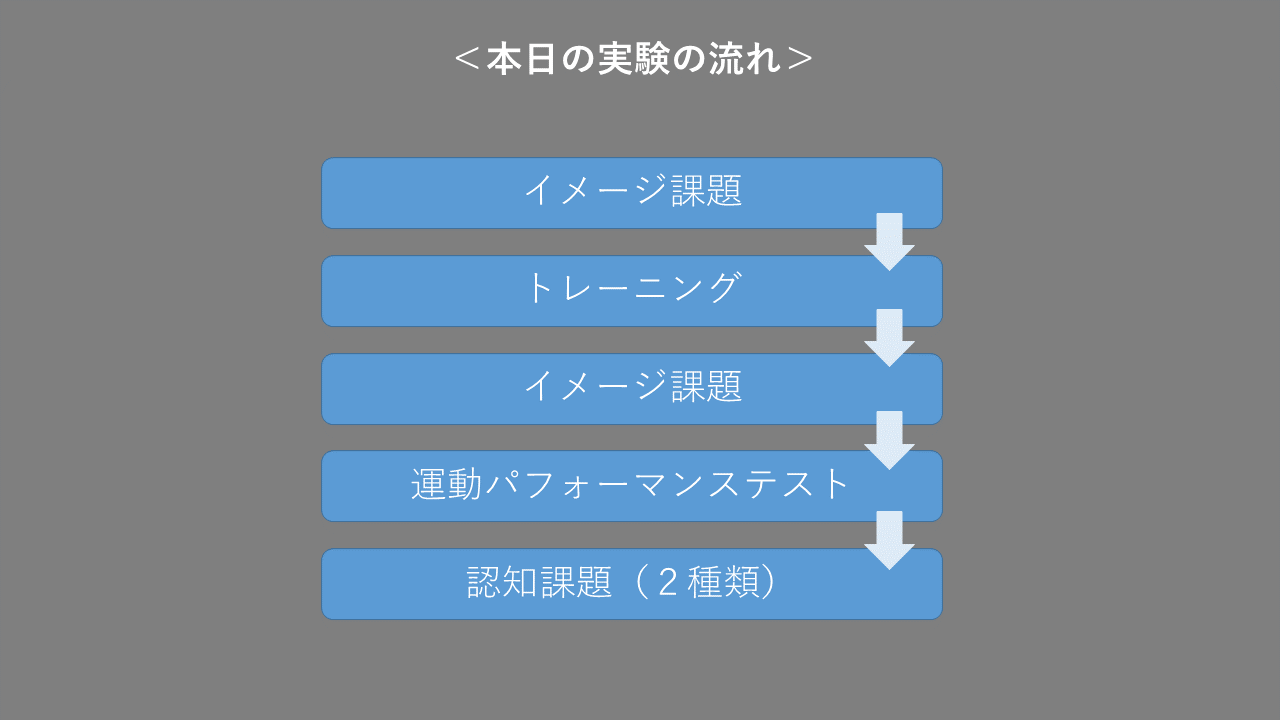 ＜本日の実験の流れ＞
イメージ課題
トレーニング
イメージ課題
運動パフォーマンステスト
認知課題（２種類）